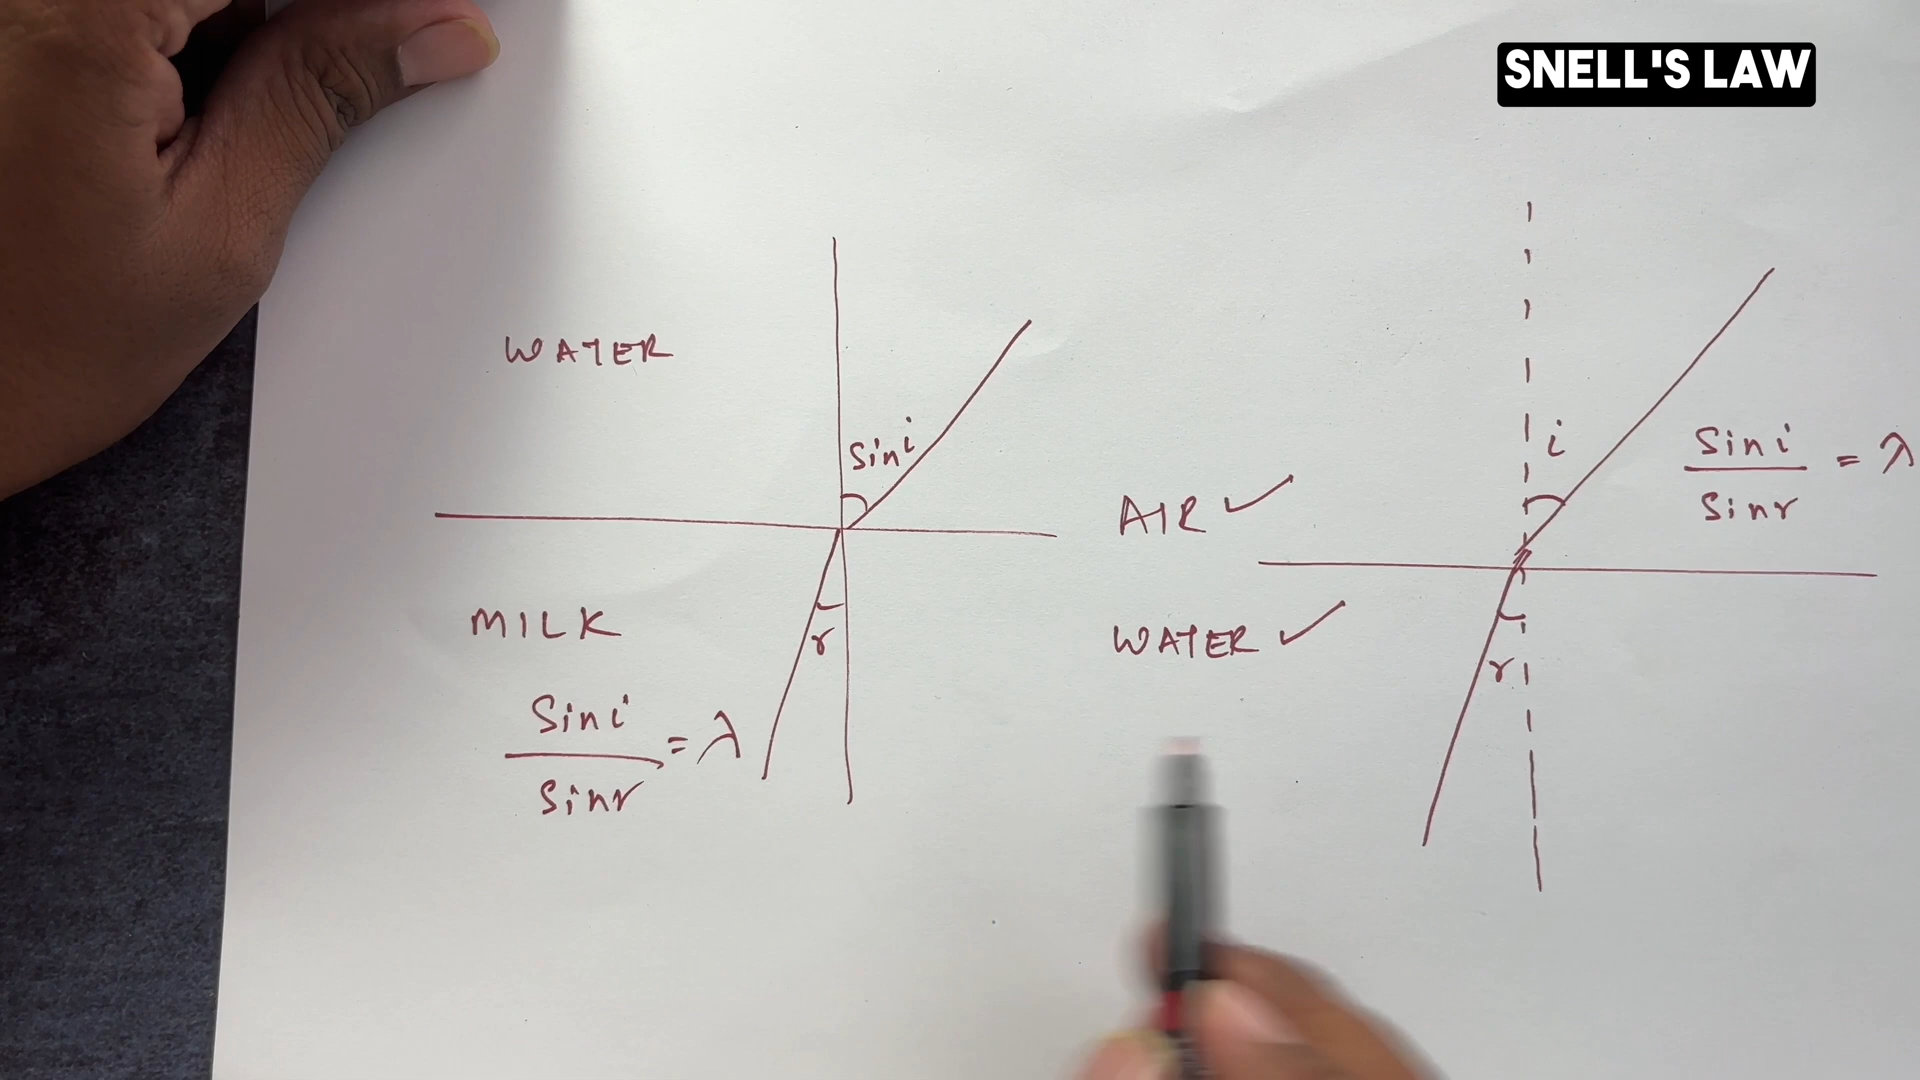 SNELL'S LAW
WATER
Sin i
MILK
r
Sin i
= λ
Sin r
i
Sin i
= λ
Sin r
AIR ✓
WATER ✓
r